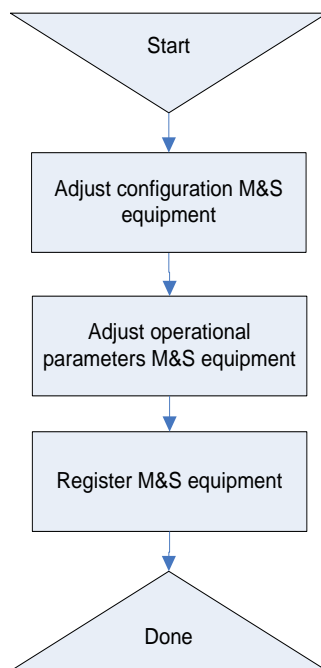 Start
Adjust configuration M&S
equipment
Adjust operational
parameters M&S equipment
Register M&S equipment
Done